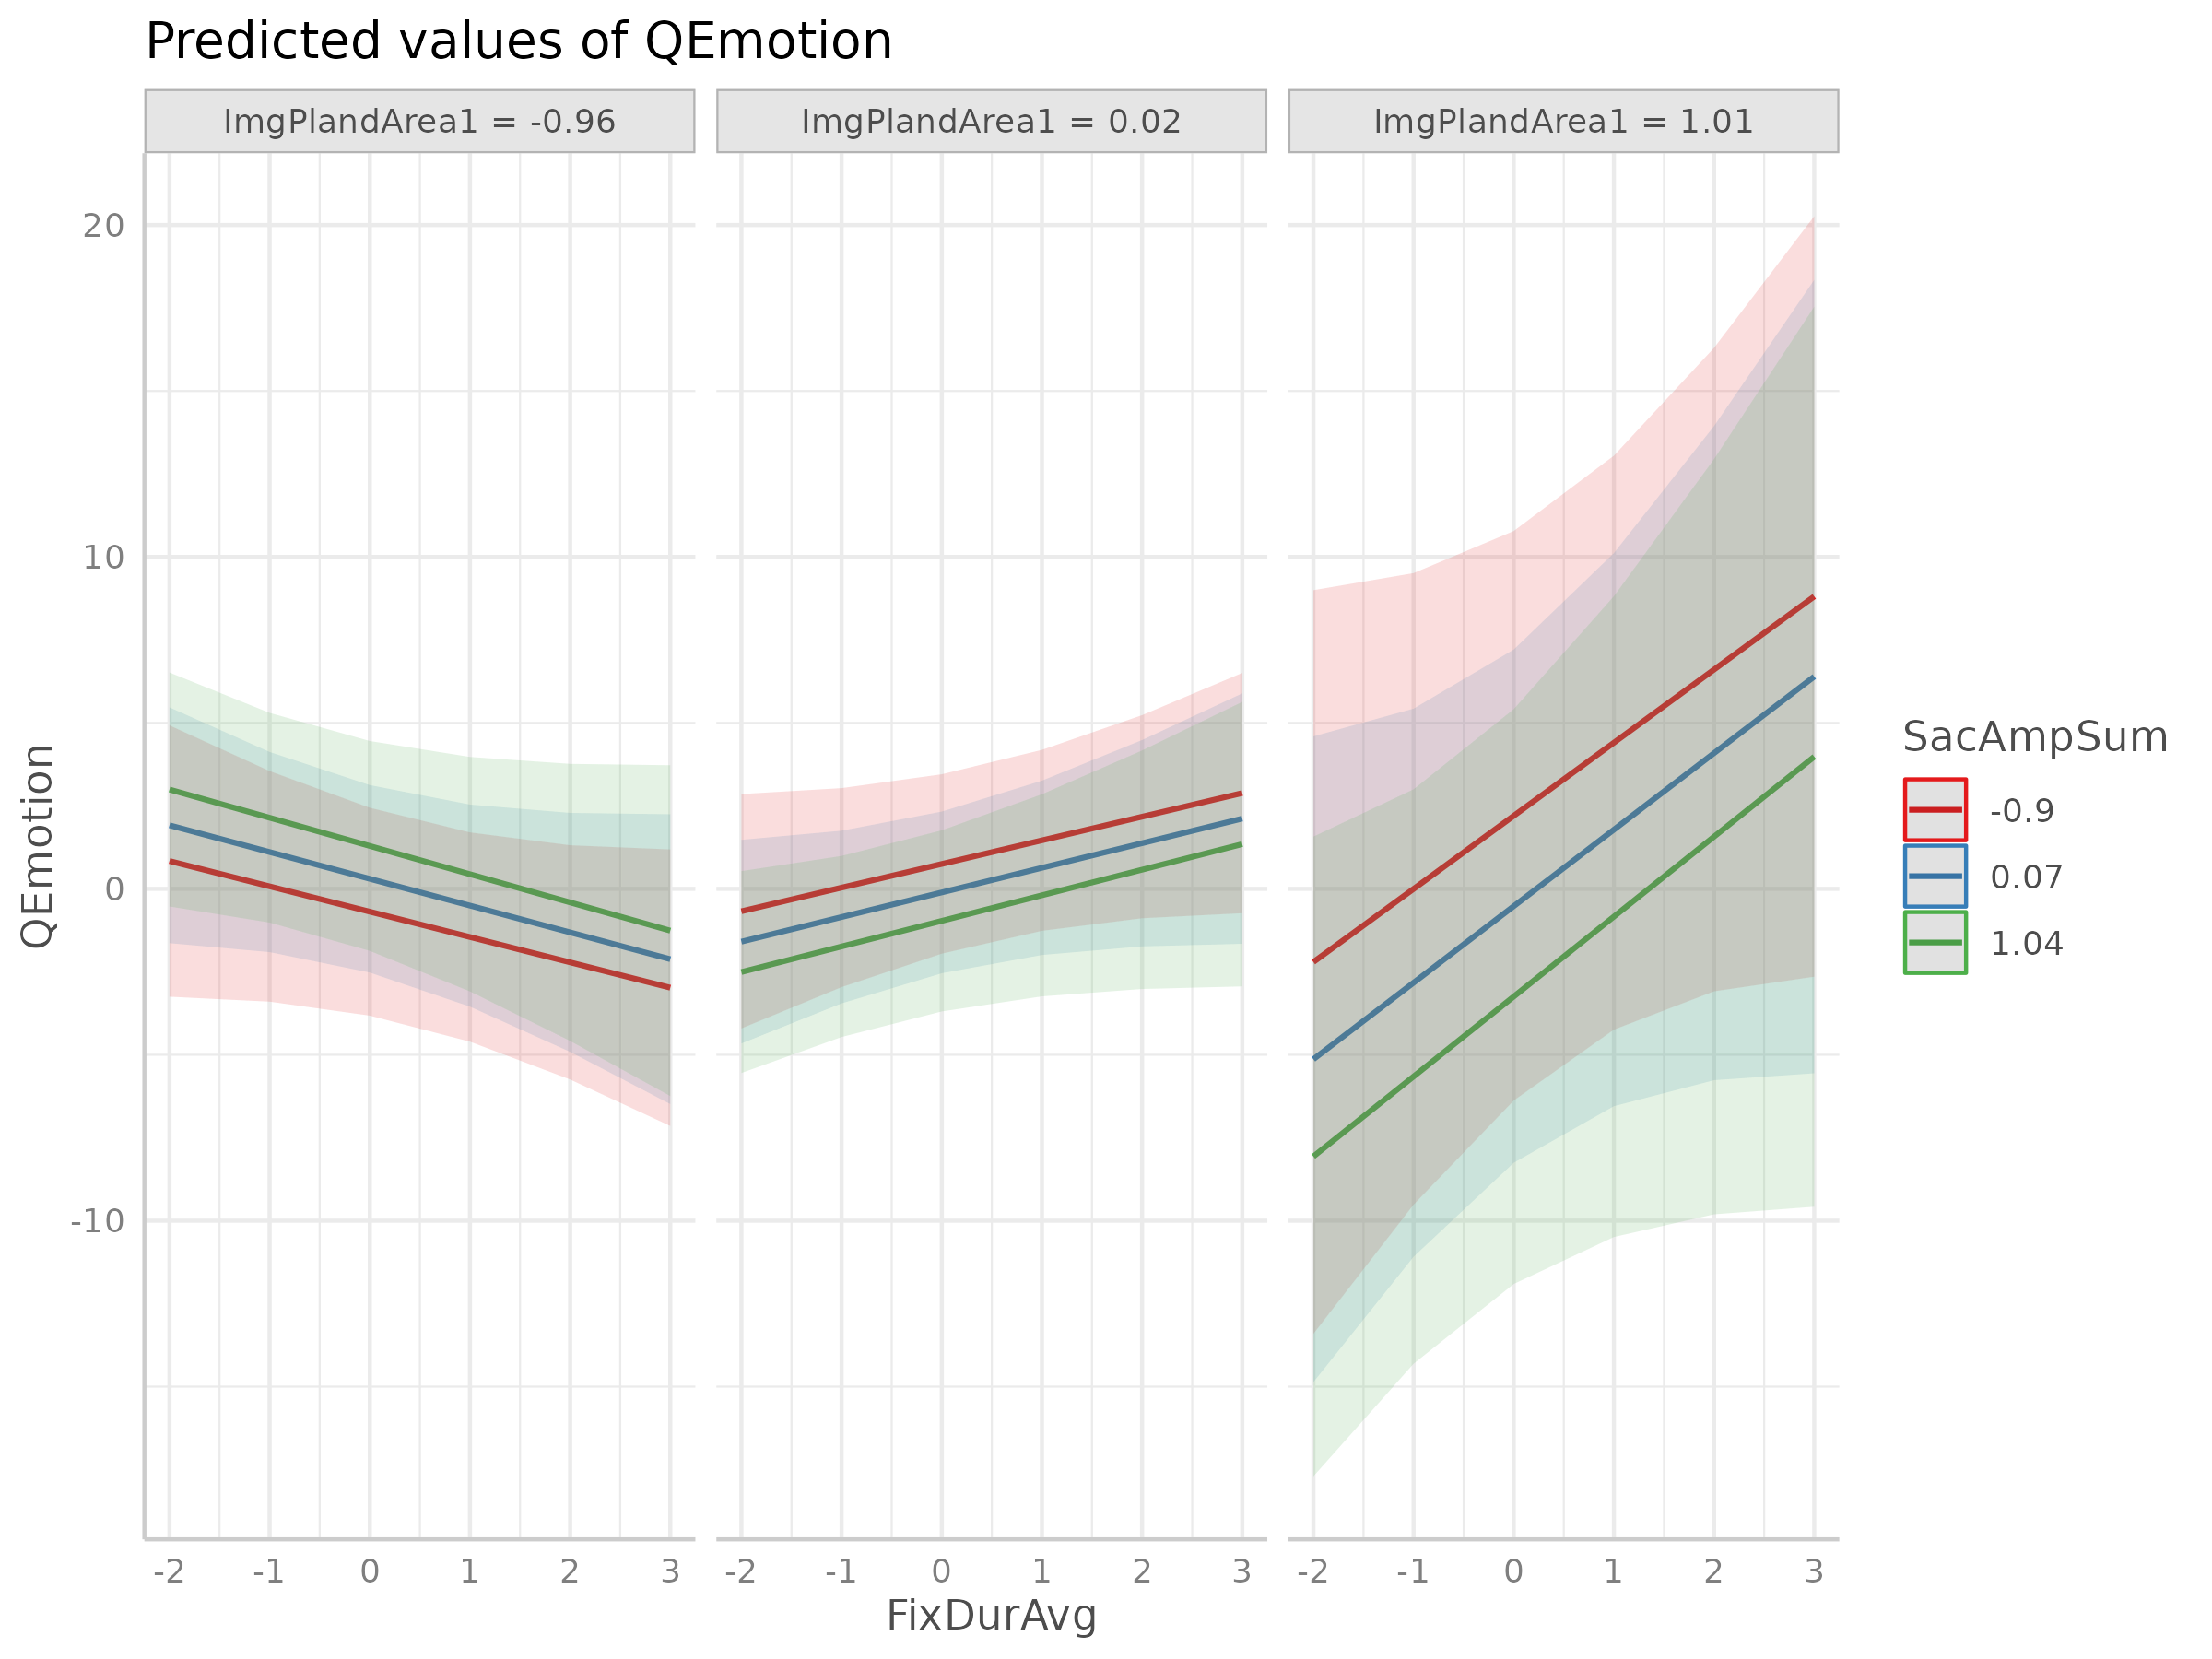 Predicted values of QEmotion
ImgPlandArea1 = -0.96
ImgPlandArea1 = 0.02
ImgPlandArea1 = 1.01
20
10
0
-10
QEmotion
-2 -1 0 1 2 3
-2 -1 0 1 2 3
-2 -1 0 1 2 3
FixDurAvg
SacAmpSum
-0.9
0.07
1.04